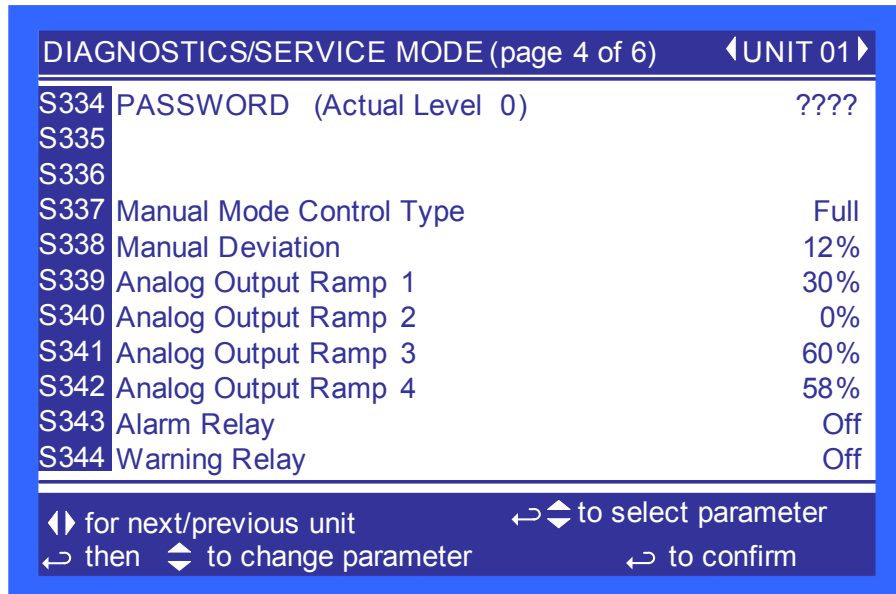 DIAGNOSTICS/SERVICE MODE (page 4 of 6) UNIT 01
S334 PASSWORD (Actual Level 0) ????
S335
S336
S337 Manual Mode Control Type Full
S338 Manual Deviation 12%
S339 Analog Output Ramp 1 30%
S340 Analog Output Ramp 2 0%
S341 Analog Output Ramp 3 60%
S342 Analog Output Ramp 4 58%
S343 Alarm Relay Off
S344 Warning Relay Off
for next/previous unit to select parameter
then to change parameter to confirm